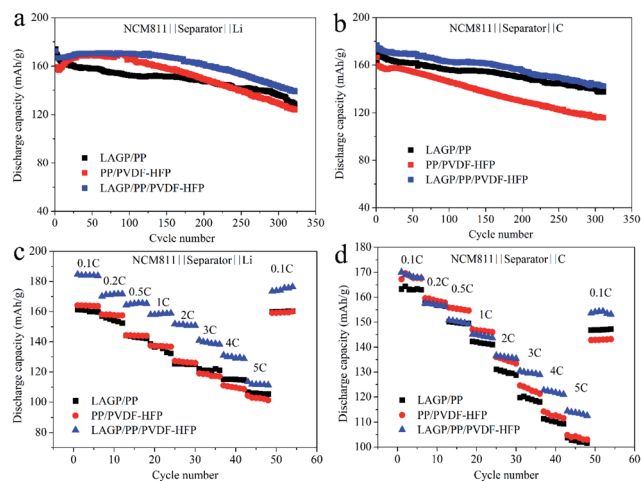 a
NCM811||Separator||Li
Discharge capacity (mAh/g)
200
160
120
80
40
LAGP/PP
PP/PVDF-HFP
LAGP/PP/PVDF-HFP
0 50 100 150 200 250 300 350
Cycle number
b
NCM811||Separator||C
Discharge capacity (mAh/g)
200
160
120
80
40
LAGP/PP
PP/PVDF-HFP
LAGP/PP/PVDF-HFP
0 50 100 150 200 250 300 350
Cycle number
c
NCM811||Separator||Li
Discharge capacity (mAh/g)
200
180
160
140
120
100
80
0.1C
0.2C
0.5C
1C
2C
3C
4C
5C
0.1C
LAGP/PP
PP/PVDF-HFP
LAGP/PP/PVDF-HFP
0 10 20 30 40 50 60
Cycle number
d
NCM811||Separator||C
Discharge capacity (mAh/g)
180
170
160
150
140
130
120
110
100
0.1C
0.2C
0.5C
1C
2C
3C
4C
5C
0.1C
LAGP/PP
PP/PVDF-HFP
LAGP/PP/PVDF-HFP
0 10 20 30 40 50 60
Cycle number